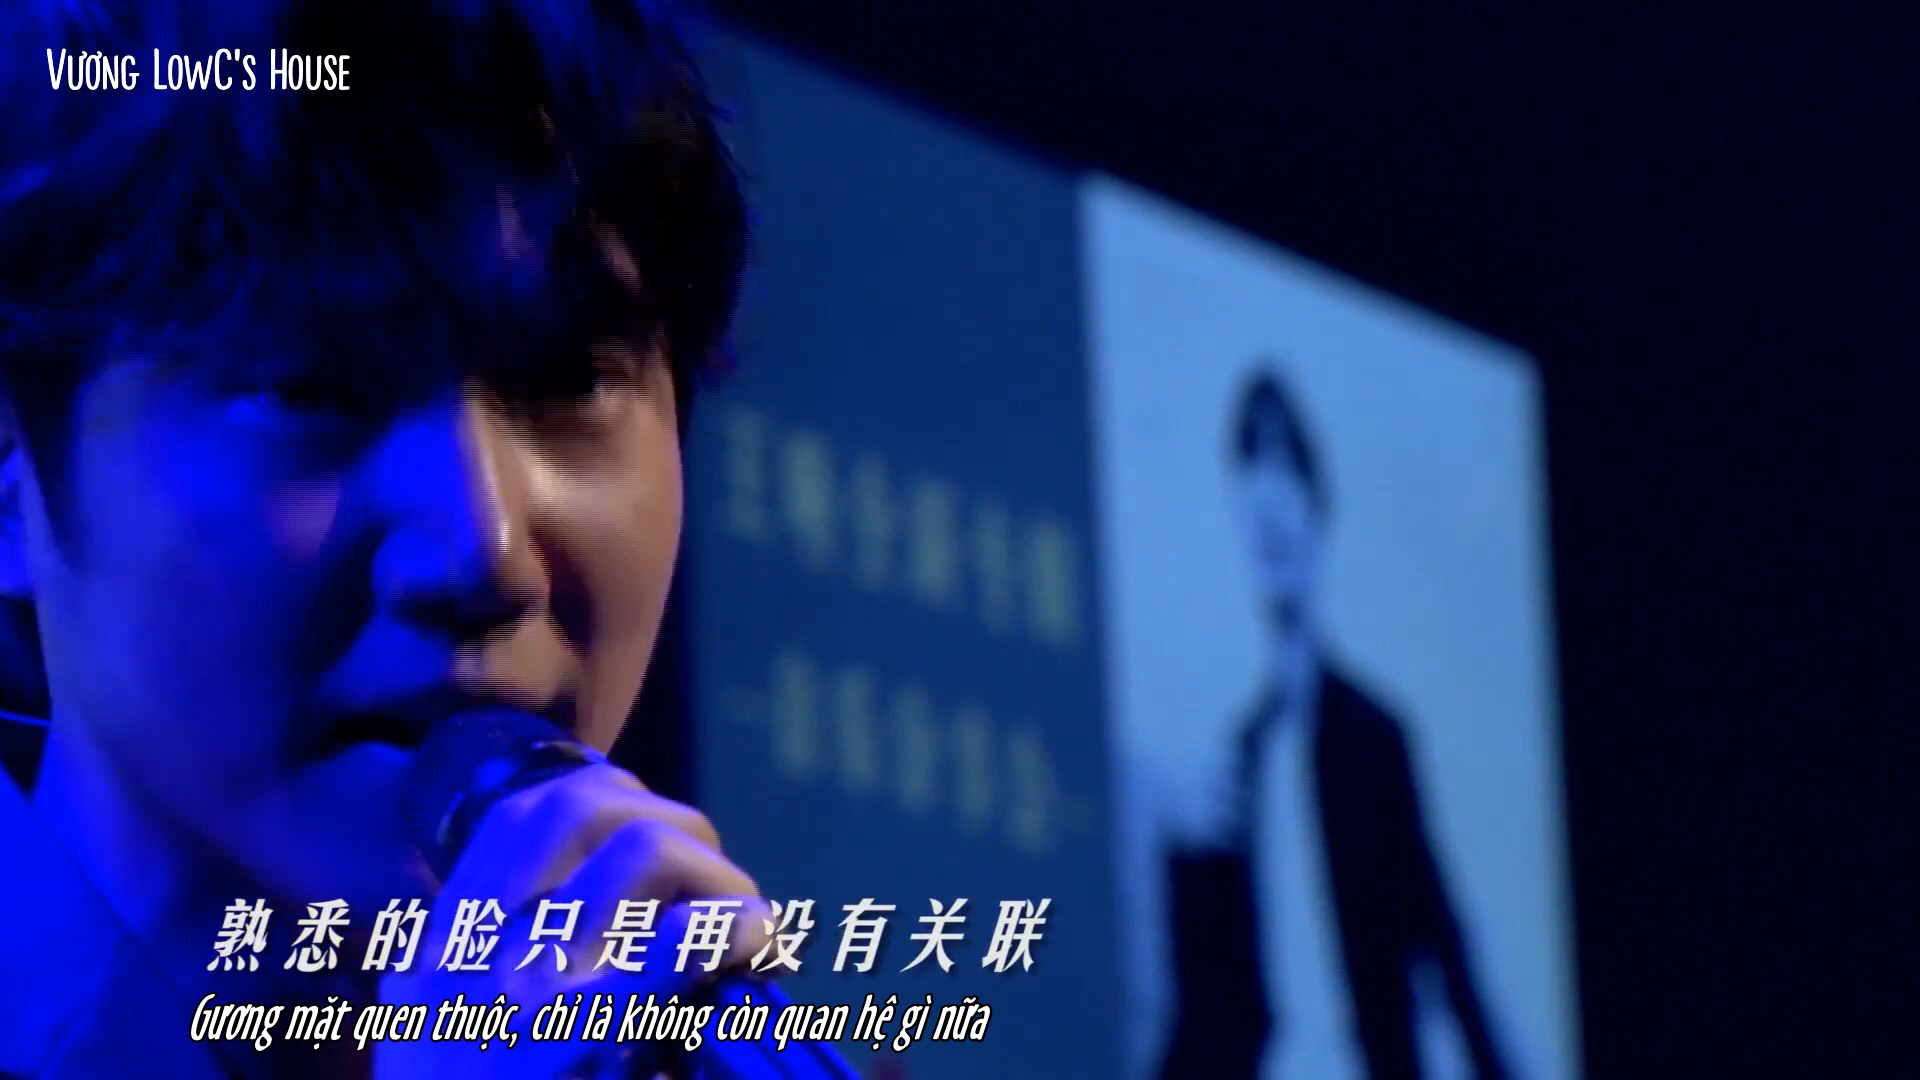 Vương LowC's House
熟悉的脸只是再没有关联
Gương mặt quen thuộc, chỉ là không còn quan hệ gì nữa